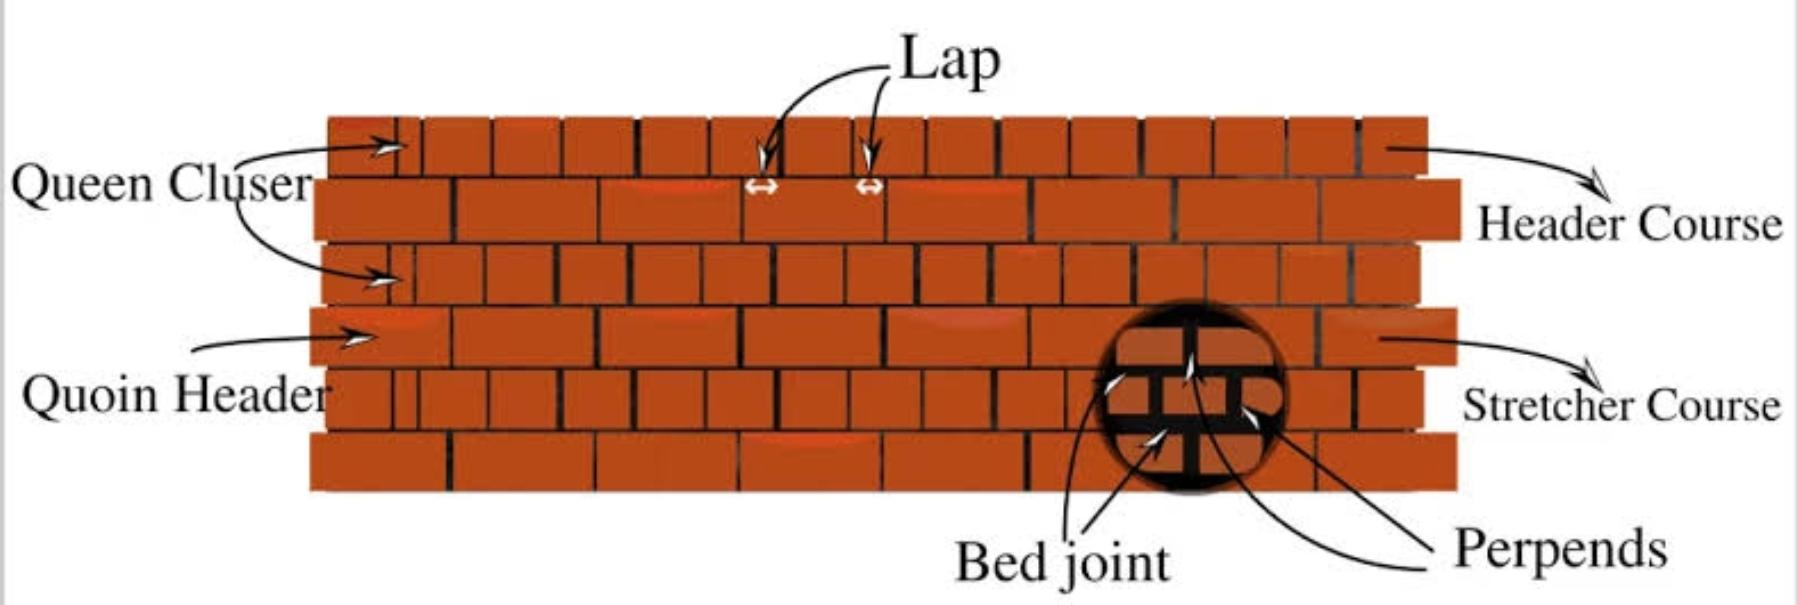 Lap
Queen Cluser
Header Course
Quoin Header
Stretcher Course
Bed joint
Perpends